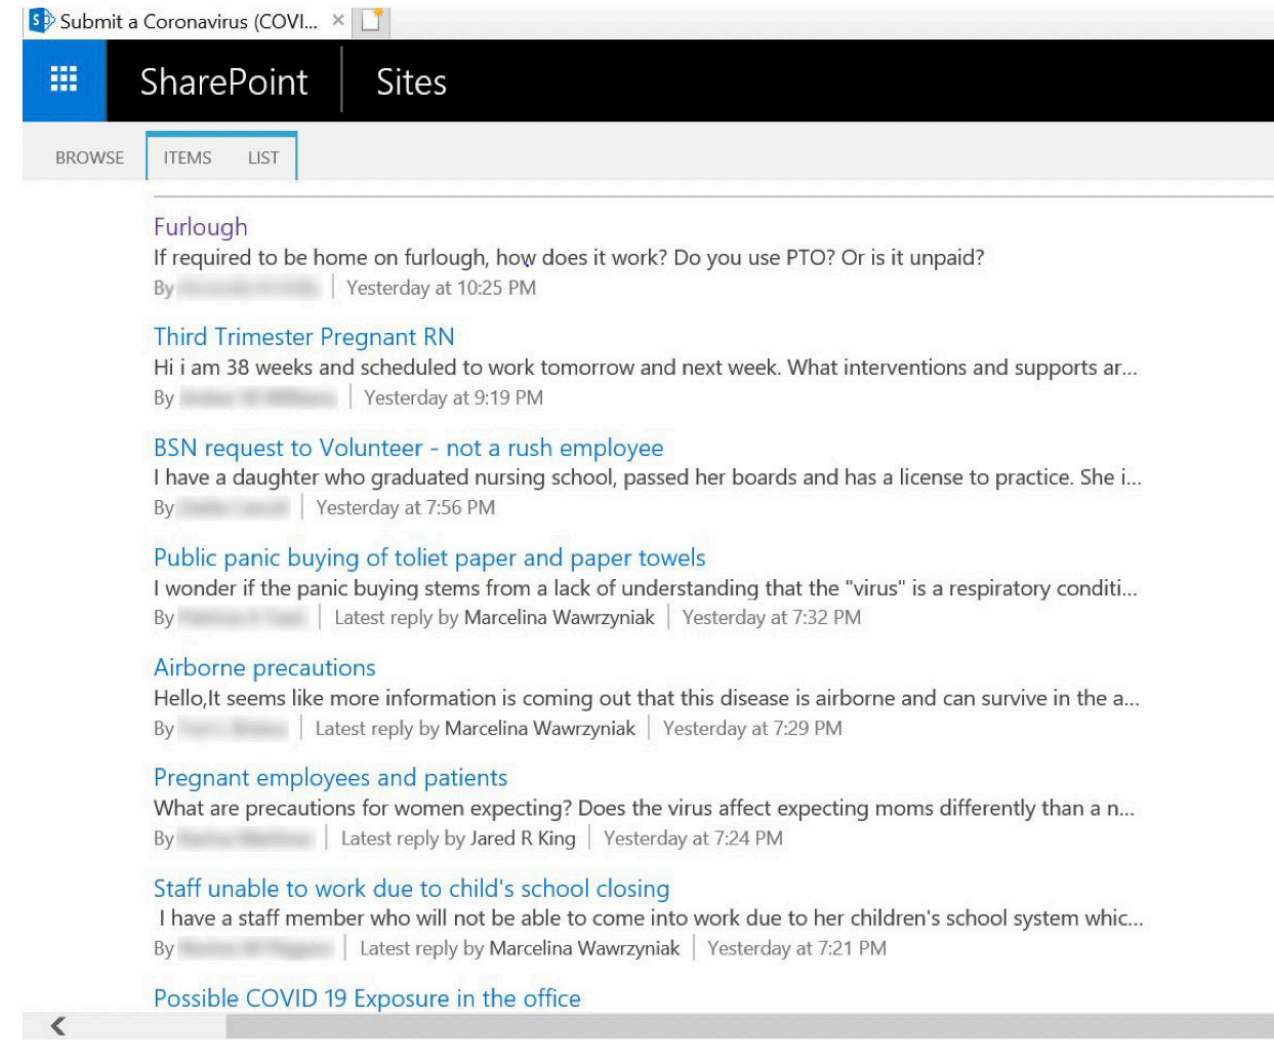 Submit a Coronavirus (COVI... ×
SharePoint Sites
BROWSE ITEMS LIST
Furlough
If required to be home on furlough, how does it work? Do you use PTO? Or is it unpaid?
By | Yesterday at 10:25 PM
Third Trimester Pregnant RN
Hi i am 38 weeks and scheduled to work tomorrow and next week. What interventions and supports ar...
By | Yesterday at 9:19 PM
BSN request to Volunteer - not a rush employee
I have a daughter who graduated nursing school, passed her boards and has a license to practice. She i...
By | Yesterday at 7:56 PM
Public panic buying of toliet paper and paper towels
I wonder if the panic buying stems from a lack of understanding that the "virus" is a respiratory conditi...
By | Latest reply by Marcelina Wawrzyniak | Yesterday at 7:32 PM
Airborne precautions
Hello,It seems like more information is coming out that this disease is airborne and can survive in the a...
By | Latest reply by Marcelina Wawrzyniak | Yesterday at 7:29 PM
Pregnant employees and patients
What are precautions for women expecting? Does the virus affect expecting moms differently than a n...
By | Latest reply by Jared R King | Yesterday at 7:24 PM
Staff unable to work due to child's school closing
I have a staff member who will not be able to come into work due to her children's school system whic...
By | Latest reply by Marcelina Wawrzyniak | Yesterday at 7:21 PM
Possible COVID 19 Exposure in the office